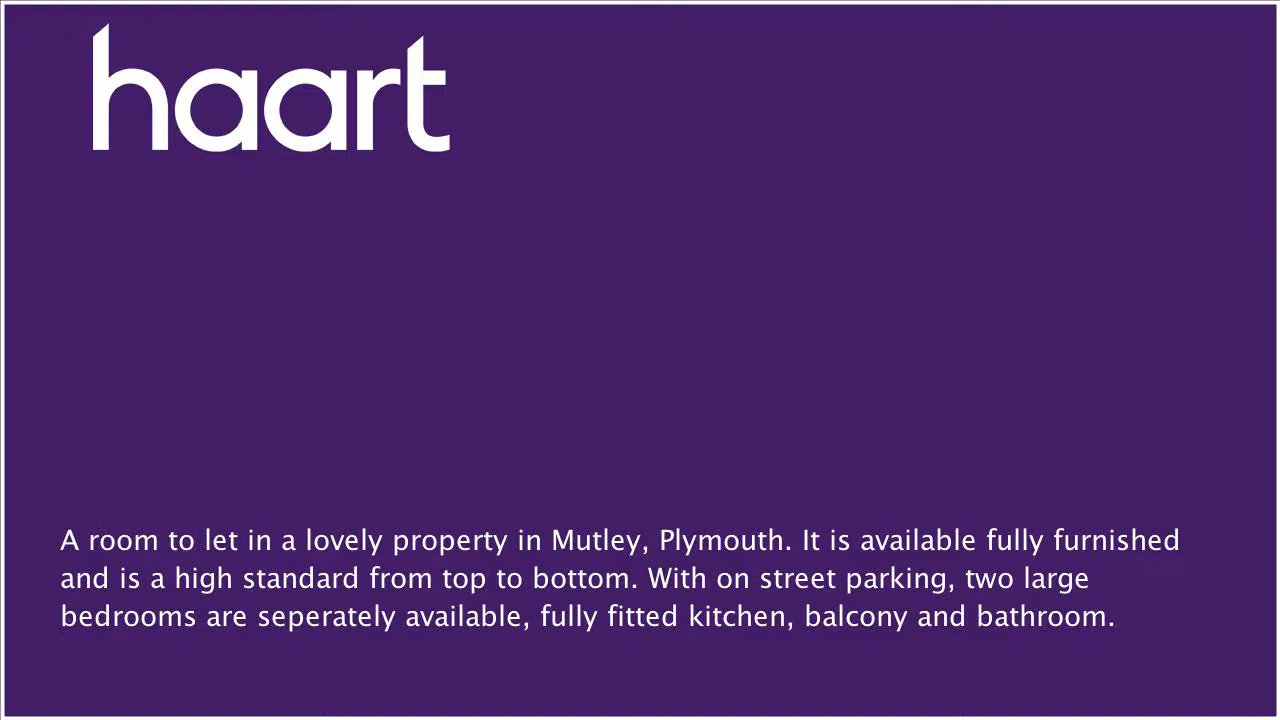 haart
A room to let in a lovely property in Mutley, Plymouth. It is available fully furnished
and is a high standard from top to bottom. With on street parking, two large
bedrooms are seperately available, fully fitted kitchen, balcony and bathroom.